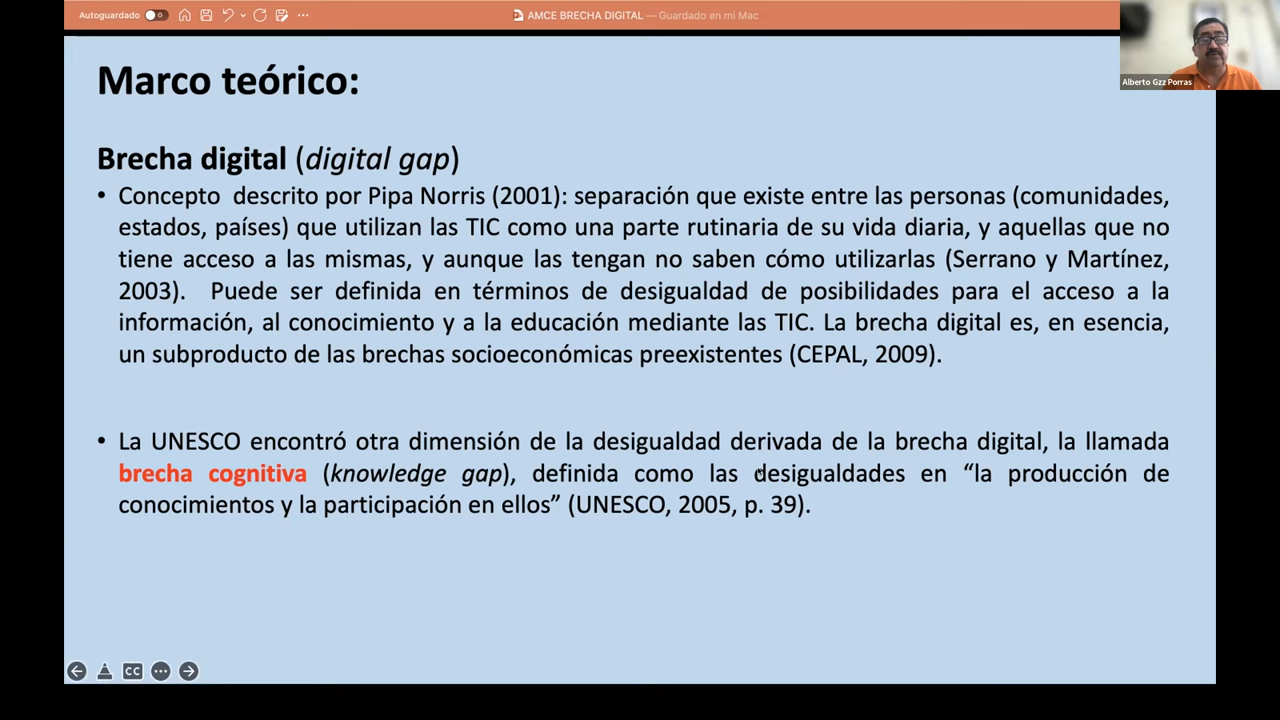 Autoguardado
AMCE BRECHA DIGITAL — Guardado en mi Mac
Alberto Gzz Porras
Marco teórico:
Brecha digital (digital gap)
• Concepto descrito por Pipa Norris (2001): separación que existe entre las personas (comunidades,
estados, países) que utilizan las TIC como una parte rutinaria de su vida diaria, y aquellas que no
tiene acceso a las mismas, y aunque las tengan no saben cómo utilizarlas (Serrano y Martínez,
2003). Puede ser definida en términos de desigualdad de posibilidades para el acceso a la
información, al conocimiento y a la educación mediante las TIC. La brecha digital es, en esencia,
un subproducto de las brechas socioeconómicas preexistentes (CEPAL, 2009).
• La UNESCO encontró otra dimensión de la desigualdad derivada de la brecha digital, la llamada
brecha cognitiva (knowledge gap), definida como las desigualdades en “la producción de
conocimientos y la participación en ellos” (UNESCO, 2005, p. 39).
CC